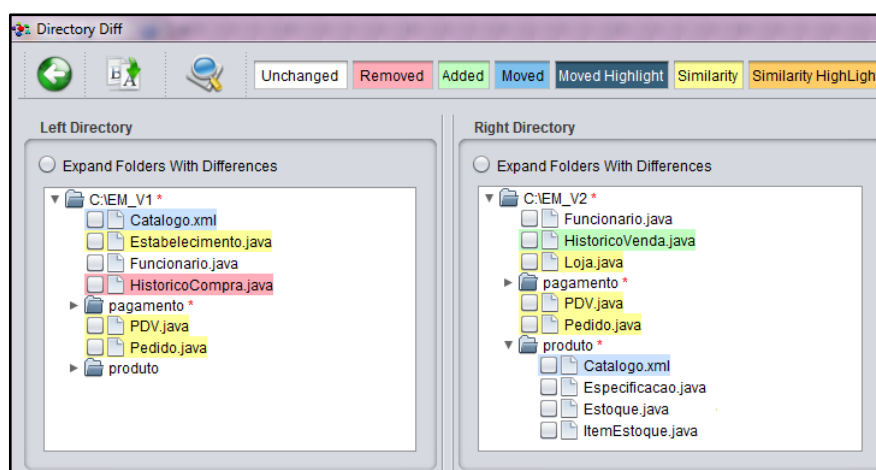 Directory Diff
Unchanged Removed Added Moved Moved Highlight Similarity Similarity HighLigh
Left Directory
Expand Folders With Differences
C:\EM_V1 *
Catalogo.xml
Estabelecimento.java
Funcionario.java
HistoricoCompra.java
pagamento *
PDV.java
Pedido.java
produto
Right Directory
Expand Folders With Differences
C:\EM_V2 *
Funcionario.java
HistoricoVenda.java
Loja.java
pagamento *
PDV.java
Pedido.java
produto *
Catalogo.xml
Especificacao.java
Estoque.java
ItemEstoque.java